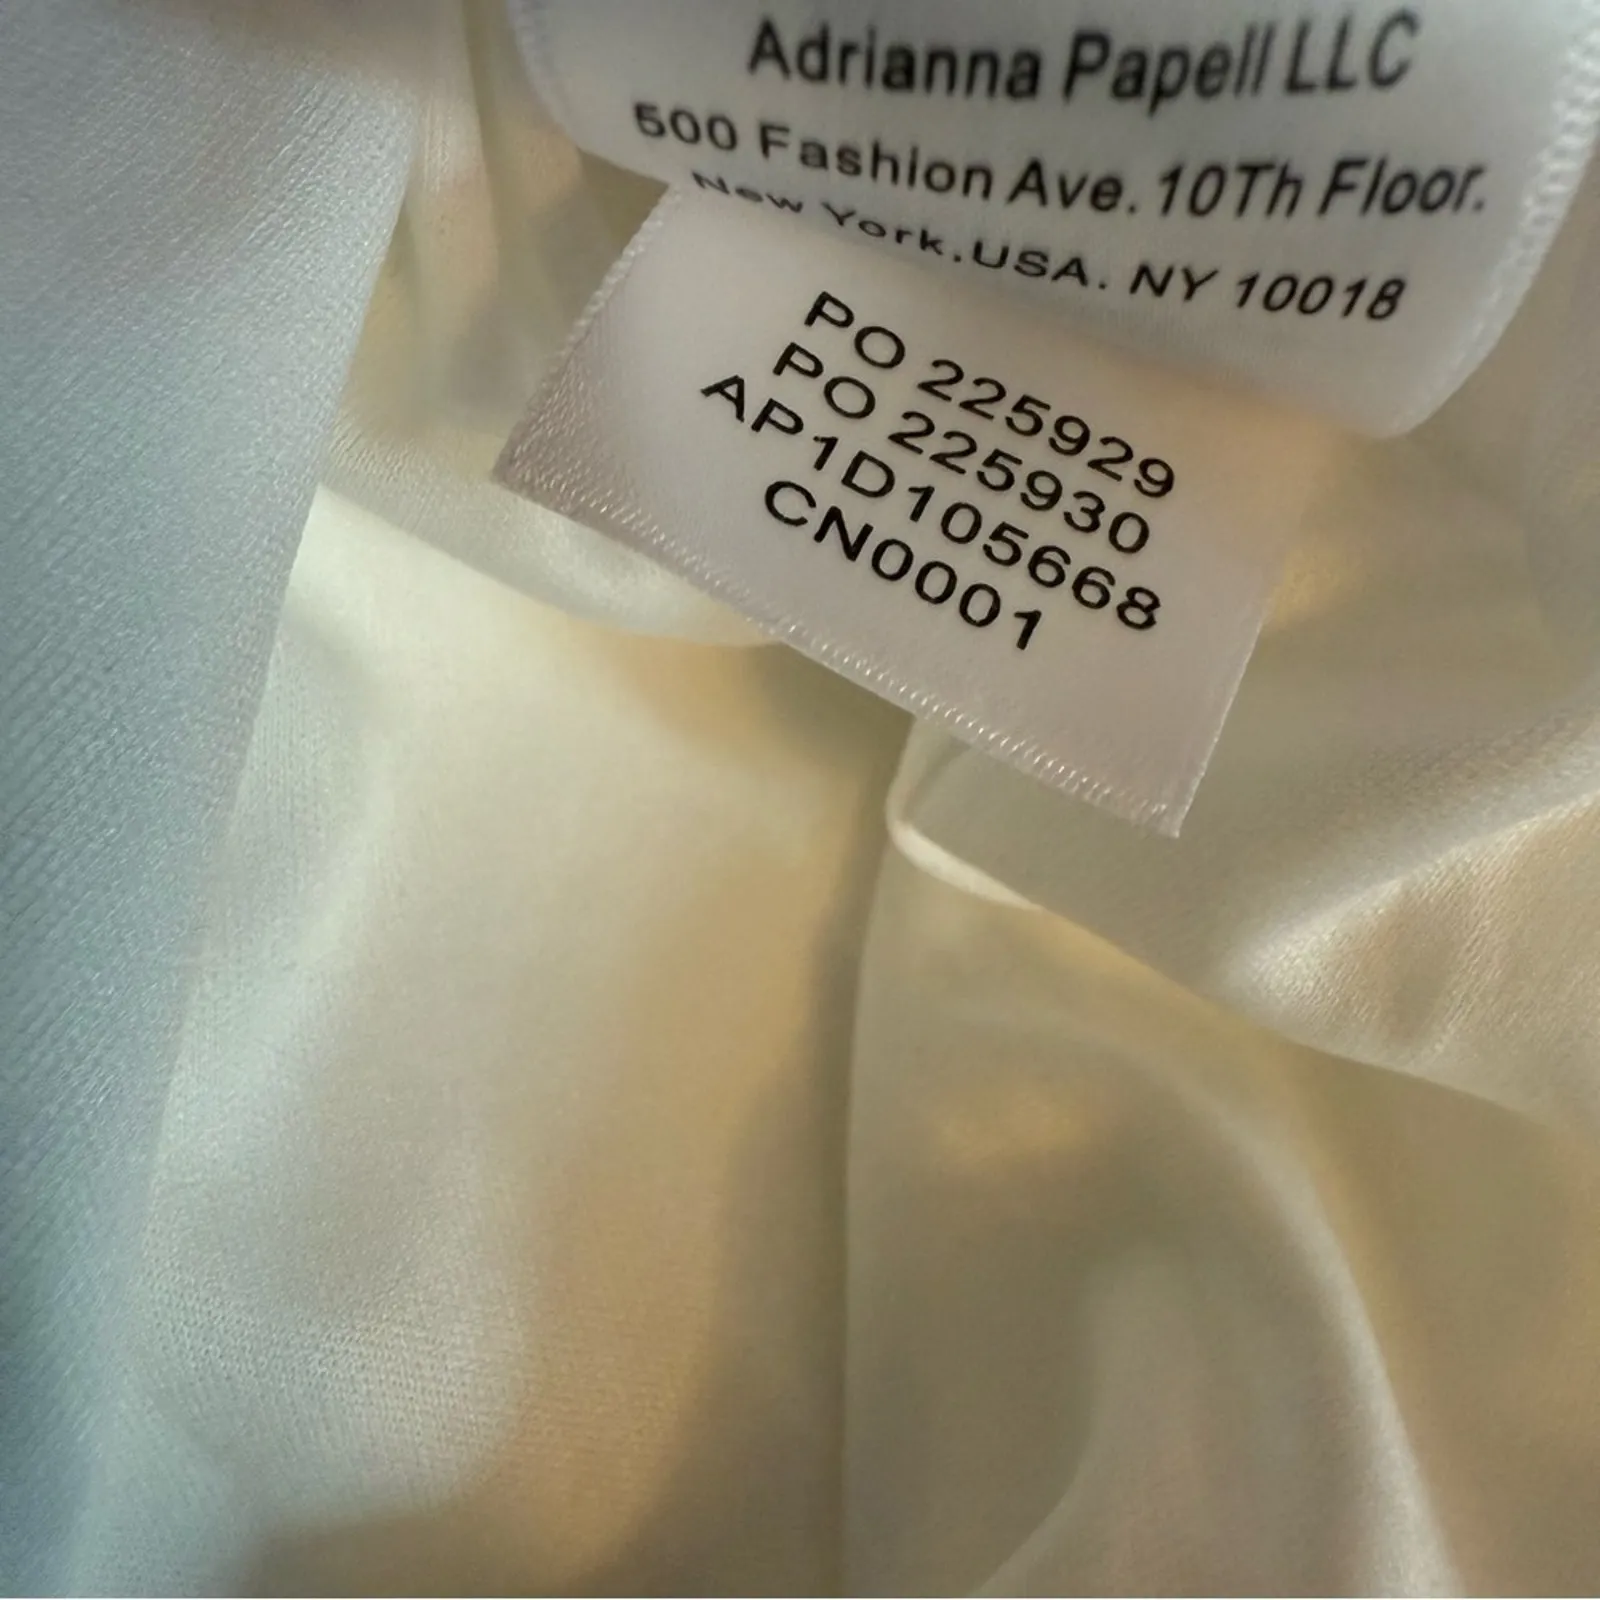 Adrianna Papell LLC
500 Fashion Ave. 10Th Floor.
New York.USA. NY 10018
PO 225929
PO 225930
AP1D105668
CN0001